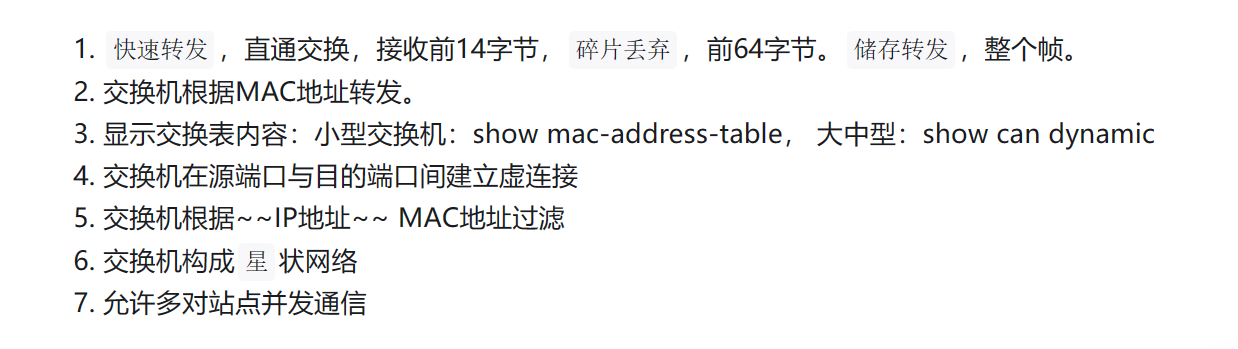 1. 快速转发，直通交换，接收前14字节，碎片丢弃，前64字节。储存转发，整个帧。
2. 交换机根据MAC地址转发。
3. 显示交换表内容：小型交换机：show mac-address-table， 大中型：show can dynamic
4. 交换机在源端口与目的端口间建立虚连接
5. 交换机根据~~IP地址~~ MAC地址过滤
6. 交换机构成 星 状网络
7. 允许多对站点并发通信